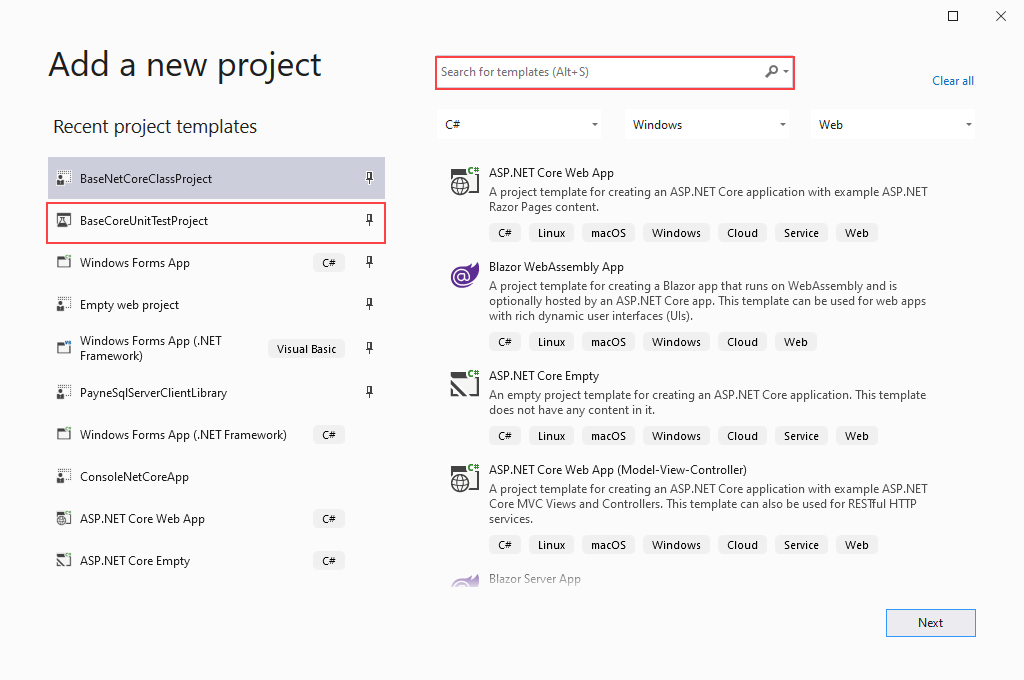 Add a new project
Search for templates (Alt+S)
Clear all
Recent project templates
C#
Windows
Web
BaseNetCoreClassProject
BaseCoreUnitTestProject
Windows Forms App
C#
Empty web project
Windows Forms App (.NET
Framework)
Visual Basic
PayneSqlServerClientLibrary
Windows Forms App (.NET Framework)
C#
ConsoleNetCoreApp
ASP.NET Core Web App
C#
ASP.NET Core Empty
C#
C#
ASP.NET Core Web App
A project template for creating an ASP.NET Core application with example ASP.NET
Razor Pages content.
C# Linux macOS Windows Cloud Service Web
@
Blazor WebAssembly App
A project template for creating a Blazor app that runs on WebAssembly and is
optionally hosted by an ASP.NET Core app. This template can be used for web apps
with rich dynamic user interfaces (UIs).
C# Linux macOS Windows Cloud Web
C#
ASP.NET Core Empty
An empty project template for creating an ASP.NET Core application. This template
does not have any content in it.
C# Linux macOS Windows Cloud Service Web
C#
ASP.NET Core Web App (Model-View-Controller)
A project template for creating an ASP.NET Core application with example ASP.NET
Core MVC Views and Controllers. This template can also be used for RESTful HTTP
services.
C# Linux macOS Windows Cloud Service Web
Blazor Server App
Next